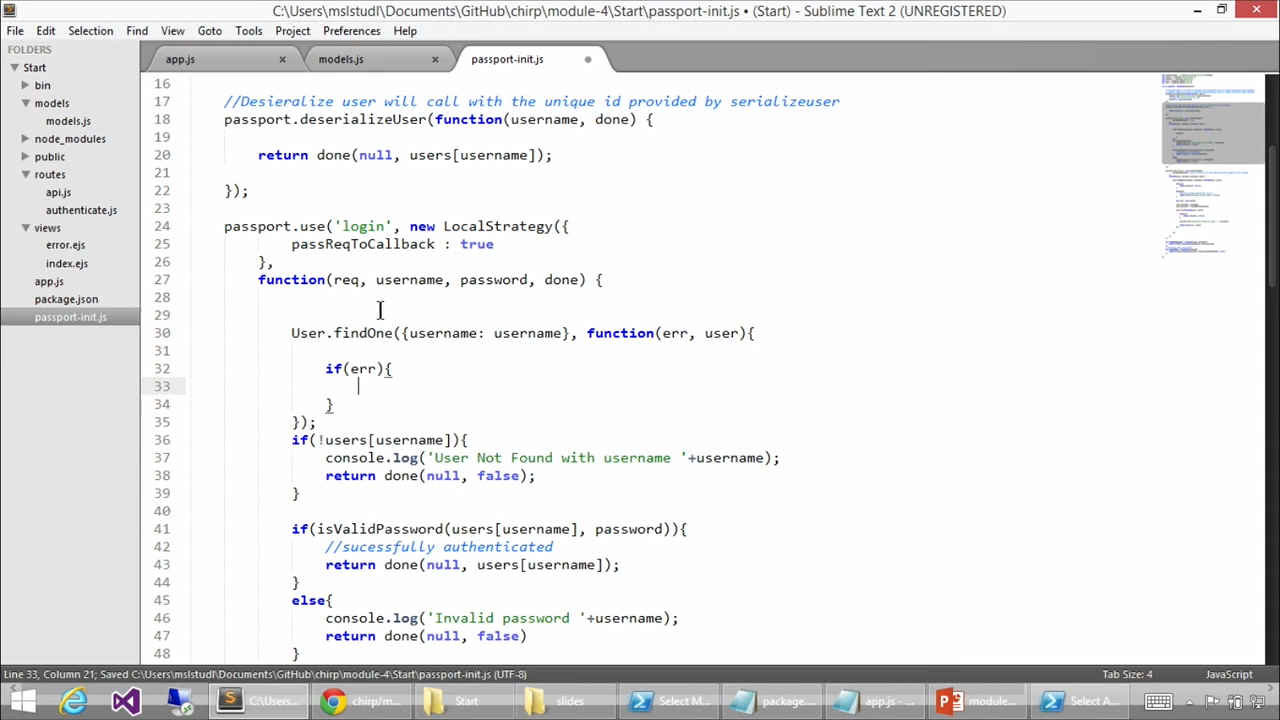 C:\Users\mslstudl\Documents\GitHub\chirp\module-4\Start\passport-init.js • (Start) - Sublime Text 2 (UNREGISTERED)
File Edit Selection Find View Goto Tools Project Preferences Help
FOLDERS
Start
bin
models
models.js
node_modules
public
routes
api.js
authenticate.js
views
error.ejs
index.ejs
app.js
package.json
passport-init.js
app.js models.js passport-init.js
16
17 //Desieralize user will call with the unique id provided by serializeuser
18 passport.deserializeUser(function(username, done) {
19
20 return done(null, users[username]);
21
22 });
23
24 passport.use('login', new LocalStrategy({
25 passReqToCallback : true
26 },
27 function(req, username, password, done) {
28
29
30 User.findOne({username: username}, function(err, user){
31
32 if(err){
33
34 }
35 });
36 if(!users[username]){
37 console.log('User Not Found with username '+username);
38 return done(null, false);
39 }
40
41 if(isValidPassword(users[username], password)){
42 //sucessfully authenticated
43 return done(null, users[username]);
44 }
45 else{
46 console.log('Invalid password '+username);
47 return done(null, false)
48 }
Line 33, Column 21; Saved C:\Users\mslstudl\Documents\GitHub\chirp\module-4\Start\passport-init.js (UTF-8) Tab Size: 4 JavaScript
C:\Users... chirp/m... Start slides Select M... package.... app.js - ... module... Select A...